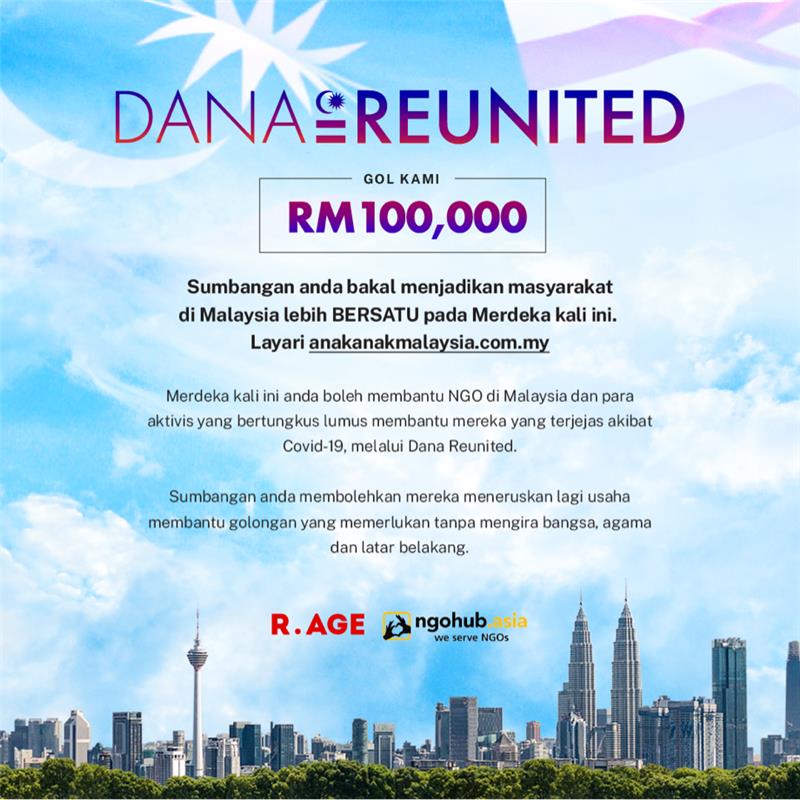 DANA REUNITED
GOL KAMI
RM100,000
Sumbangan anda bakal menjadikan masyarakat
di Malaysia lebih BERSATU pada Merdeka kali ini.
Layari anakanakmalaysia.com.my
Merdeka kali ini anda boleh membantu NGO di Malaysia dan para
aktivis yang bertungkus lumus membantu mereka yang terjejas akibat
Covid-19, melalui Dana Reunited.
Sumbangan anda membolehkan mereka meneruskan lagi usaha
membantu golongan yang memerlukan tanpa mengira bangsa, agama
dan latar belakang.
R.AGE
ngohub.asia
we serve NGOs